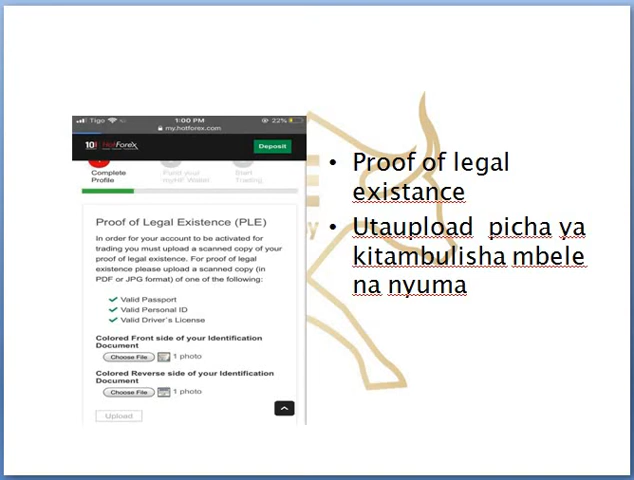 Tigo
1:00 PM
22%
my.hotforex.com
10 HotForex
Deposit
Complete
Profile
Fund your
myHF Wallet
Start
Trading
Proof of Legal Existence (PLE)
In order for your account to be activated for
trading you must upload a scanned copy of your
proof of legal existence. For proof of legal
existence please upload a scanned copy (in
PDF or JPG format) of one of the following:
Valid Passport
Valid Personal ID
Valid Driver's License
Colored Front side of your Identification
Document
Choose File 1 photo
Colored Reverse side of your Identification
Document
Choose File 1 photo
Upload
• Proof of legal
existance
• Utaupload picha ya
kitambulisha mbele
na nyuma